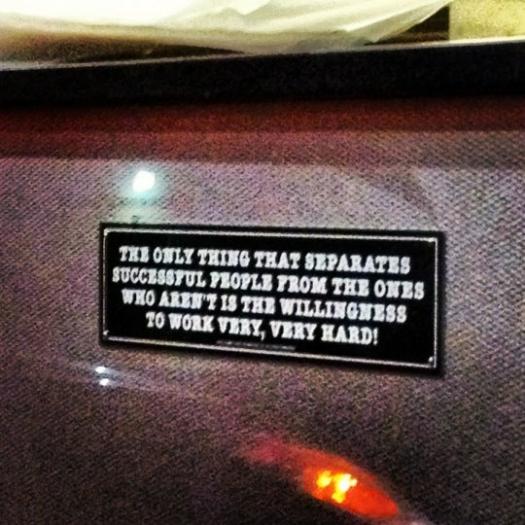 THE ONLY THING THAT SEPARATES
SUCCESSFUL PEOPLE FROM THE ONES
WHO AREN'T IS THE WILLINGNESS
TO WORK VERY, VERY HARD!